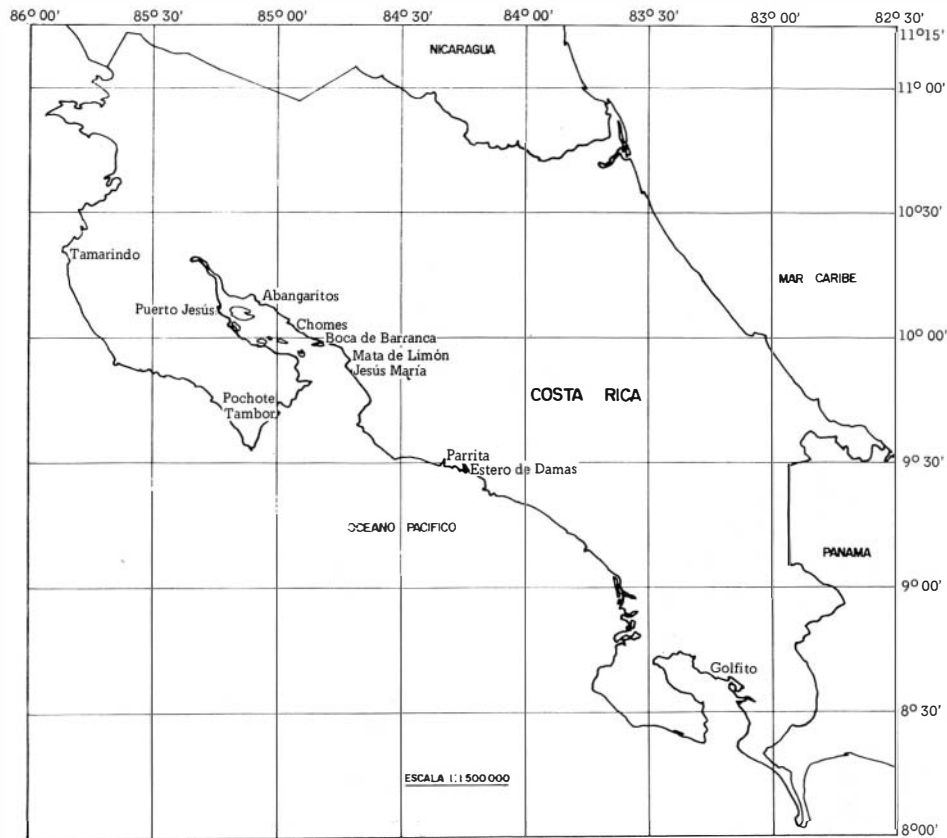 86° 00'
85° 30'
85° 00'
84° 30'
84° 00'
83° 30'
83° 00'
82° 30'
11° 15'
NICARAGUA
11° 00'
10° 30'
Tamarindo
MAR CARIBE
Abangaritos
Puerto Jesús
Chomes
Boca de Barranca
10° 00'
Mata de Limón
Jesús María
COSTA RICA
Pochote
Tambor
Parrita
Estero de Damas
9° 30'
OCEANO PACIFICO
PANAMA
9° 00'
Golfito
8° 30'
ESCALA 1:1 500 000
8° 00'